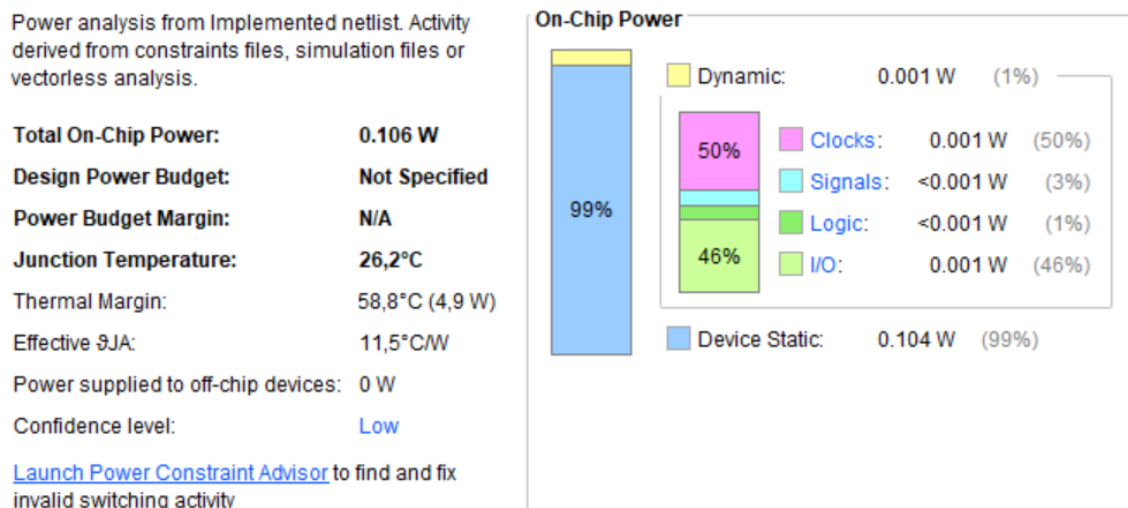 Power analysis from Implemented netlist. Activity
derived from constraints files, simulation files or
vectorless analysis.
Total On-Chip Power: 0.106 W
Design Power Budget: Not Specified
Power Budget Margin: N/A
Junction Temperature: 26,2°C
Thermal Margin: 58,8°C (4,9 W)
Effective ϑJA: 11,5°C/W
Power supplied to off-chip devices: 0 W
Confidence level: Low
Launch Power Constraint Advisor to find and fix
invalid switching activity
On-Chip Power
99%
Dynamic: 0.001 W (1%)
50%
46%
Clocks: 0.001 W (50%)
Signals: <0.001 W (3%)
Logic: <0.001 W (1%)
I/O: 0.001 W (46%)
Device Static: 0.104 W (99%)